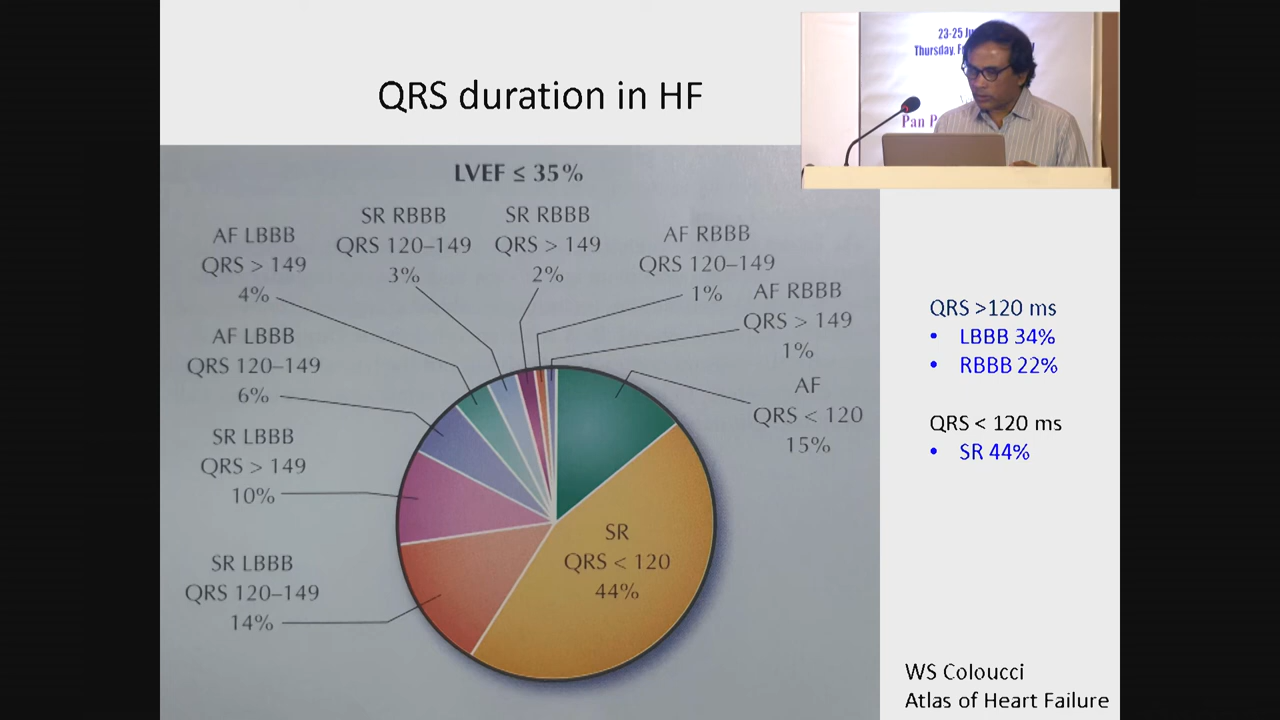 QRS duration in HF
23-25
Thursday,
Pan
LVEF ≤ 35%
AF LBBB
QRS > 149
4%
SR RBBB
QRS 120–149
3%
SR RBBB
QRS > 149
2%
AF RBBB
QRS 120–149
1%
AF RBBB
QRS > 149
1%
AF LBBB
QRS 120–149
6%
AF
QRS < 120
15%
SR LBBB
QRS > 149
10%
SR
QRS < 120
44%
SR LBBB
QRS 120–149
14%
QRS >120 ms
• LBBB 34%
• RBBB 22%
QRS < 120 ms
• SR 44%
WS Coloucci
Atlas of Heart Failure